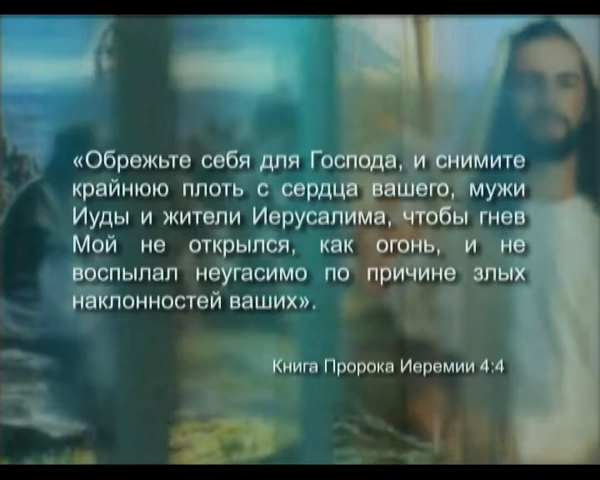 «Обрежьте себя для Господа, и снимите
крайнюю плоть с сердца вашего, мужи
Иуды и жители Иерусалима, чтобы гнев
Мой не открылся, как огонь, и не
воспылал неугасимо по причине злых
наклонностей ваших».
Книга Пророка Иеремии 4:4